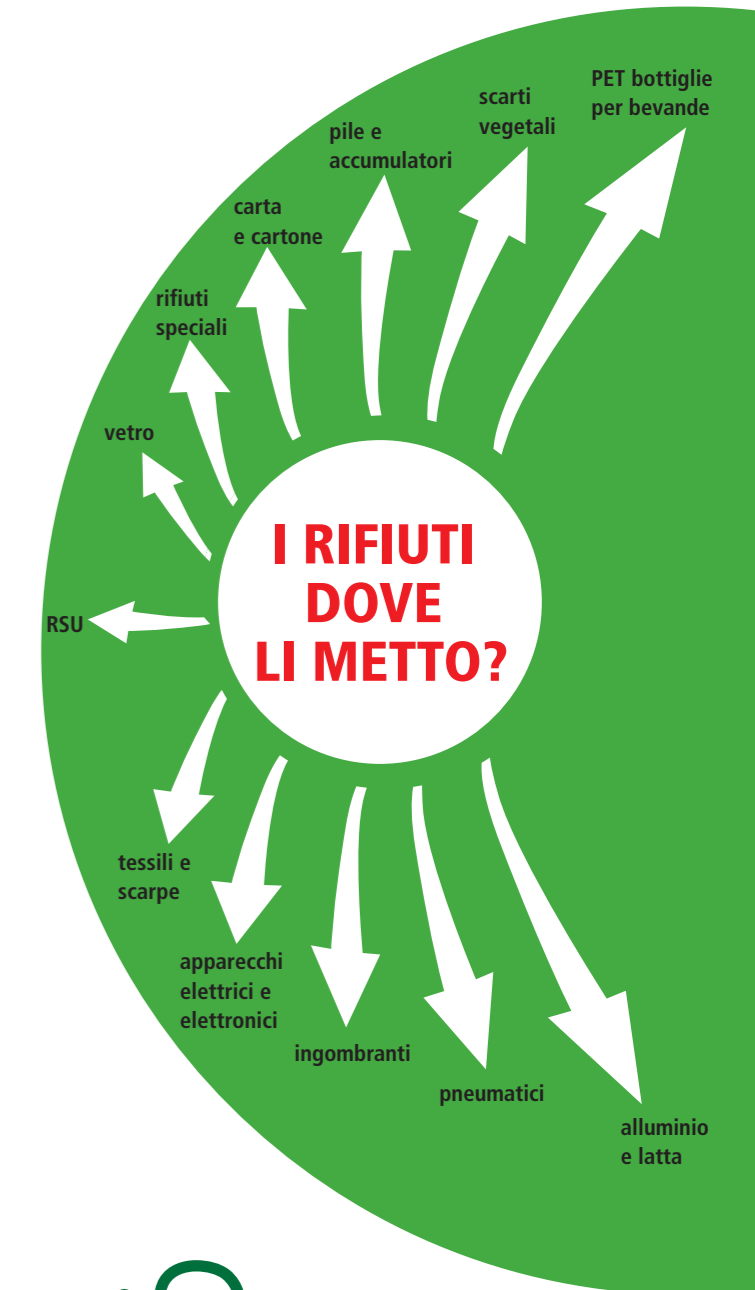 PET bottiglie
per bevande
scarti
vegetali
pile e
accumulatori
carta
e cartone
rifiuti
speciali
vetro
RSU
I RIFIUTI
DOVE
LI METTO?
tessili e
scarpe
apparecchi
elettrici e
elettronici
ingombranti
pneumatici
alluminio
e latta